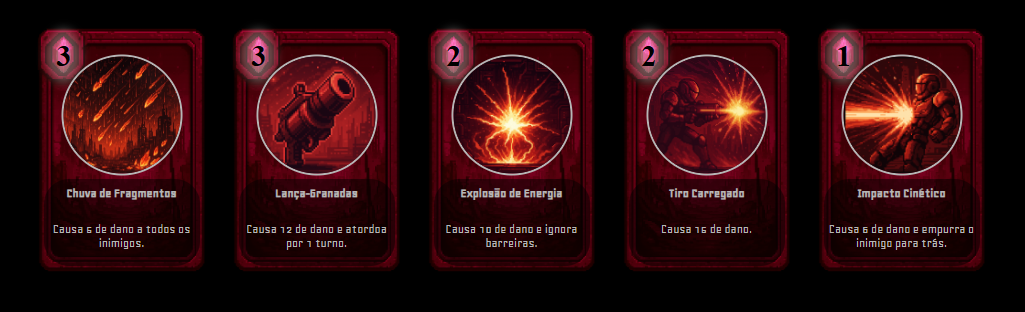 3
Chuva de Fragmentos
Causa 6 de dano a todos os
inimigos.
3
Lança-Granadas
Causa 12 de dano e atordoa
por 1 turno.
2
Explosão de Energia
Causa 10 de dano e ignora
barreiras.
2
Tiro Carregado
Causa 16 de dano.
1
Impacto Cinético
Causa 6 de dano e empurra o
inimigo para trás.